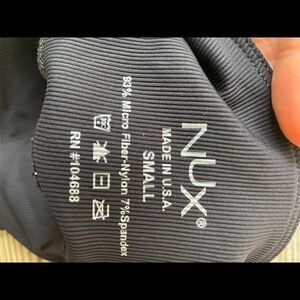 NUX®
MADE IN U.S.A.
SMALL
93% Micro Fiber-Nylon 7%Spandex
RN #104688